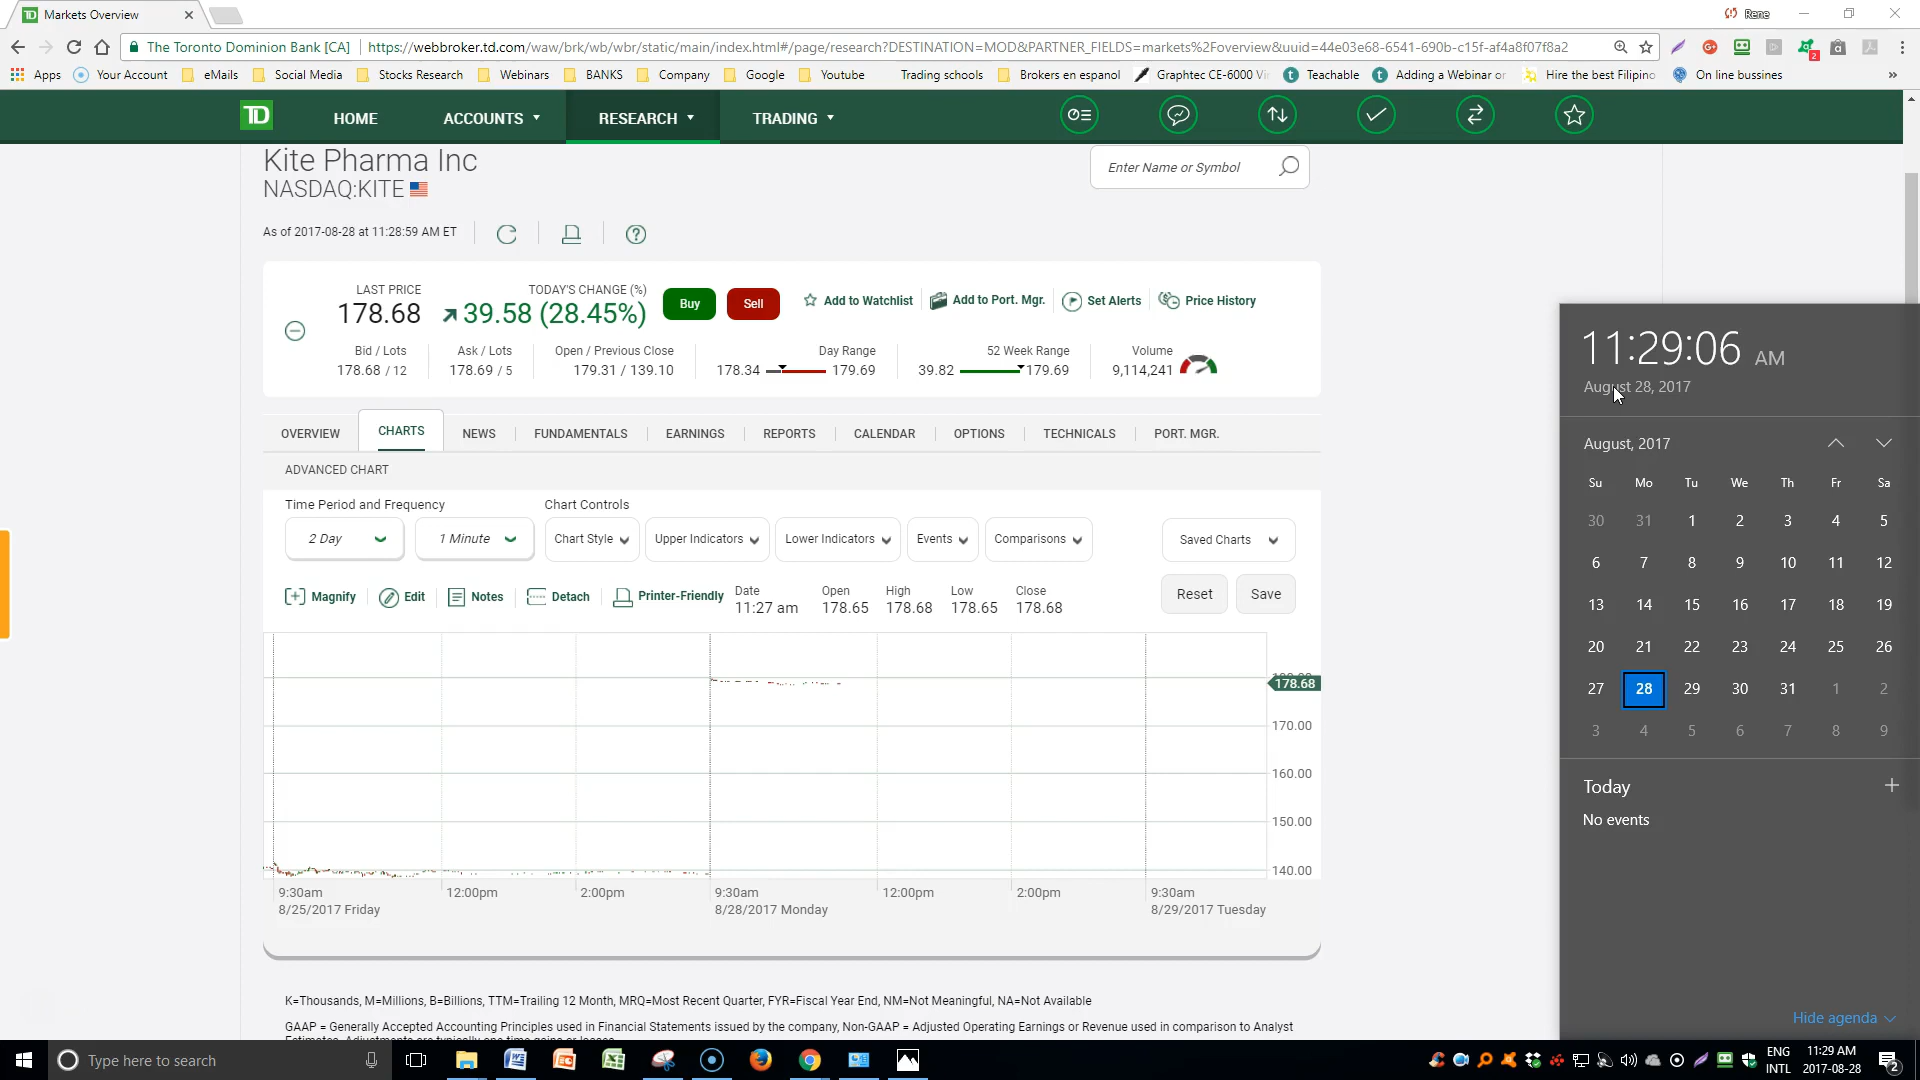 Markets Overview
Rene
The Toronto Dominion Bank [CA]
https://webbroker.td.com/waw/brk/wb/wbr/static/main/index.html#/page/research?DESTINATION=MOD&PARTNER_FIELDS=markets%2Foverview&uuid=44e03e68-6541-690b-c15f-af4a8f07f8a2
Apps Your Account eMails Social Media Stocks Research Webinars BANKS Company Google Youtube Trading schools Brokers en espanol Graphtec CE-6000 Vi Teachable Adding a Webinar or Hire the best Filipino On line bussines »
TD HOME ACCOUNTS RESEARCH TRADING
Kite Pharma Inc
Enter Name or Symbol
NASDAQ:KITE
As of 2017-08-28 at 11:28:59 AM ET
LAST PRICE TODAY'S CHANGE (%)
178.68 39.58 (28.45%)
Buy Sell Add to Watchlist Add to Port. Mgr. Set Alerts Price History
Bid / Lots Ask / Lots Open / Previous Close Day Range 52 Week Range Volume
178.68 / 12 178.69 / 5 179.31 / 139.10 178.34 179.69 39.82 179.69 9,114,241
OVERVIEW CHARTS NEWS FUNDAMENTALS EARNINGS REPORTS CALENDAR OPTIONS TECHNICALS PORT. MGR.
ADVANCED CHART
Time Period and Frequency Chart Controls
2 Day 1 Minute Chart Style Upper Indicators Lower Indicators Events Comparisons Saved Charts
Magnify Edit Notes Detach Printer-Friendly
Date Open High Low Close
11:27 am 178.65 178.68 178.65 178.68
Reset Save
178.68
170.00
160.00
150.00
140.00
9:30am 12:00pm 2:00pm 9:30am 12:00pm 2:00pm 9:30am
8/25/2017 Friday 8/28/2017 Monday 8/29/2017 Tuesday
K=Thousands, M=Millions, B=Billions, TTM=Trailing 12 Month, MRQ=Most Recent Quarter, FYR=Fiscal Year End, NM=Not Meaningful, NA=Not Available
GAAP = Generally Accepted Accounting Principles used in Financial Statements issued by the company, Non-GAAP = Adjusted Operating Earnings or Revenue used in comparison to Analyst
11:29:06 AM
August 28, 2017
August, 2017
Su Mo Tu We Th Fr Sa
30 31 1 2 3 4 5
6 7 8 9 10 11 12
13 14 15 16 17 18 19
20 21 22 23 24 25 26
27 28 29 30 31 1 2
3 4 5 6 7 8 9
Today
No events
Hide agenda
Type here to search
ENG 11:29 AM
INTL 2017-08-28
2